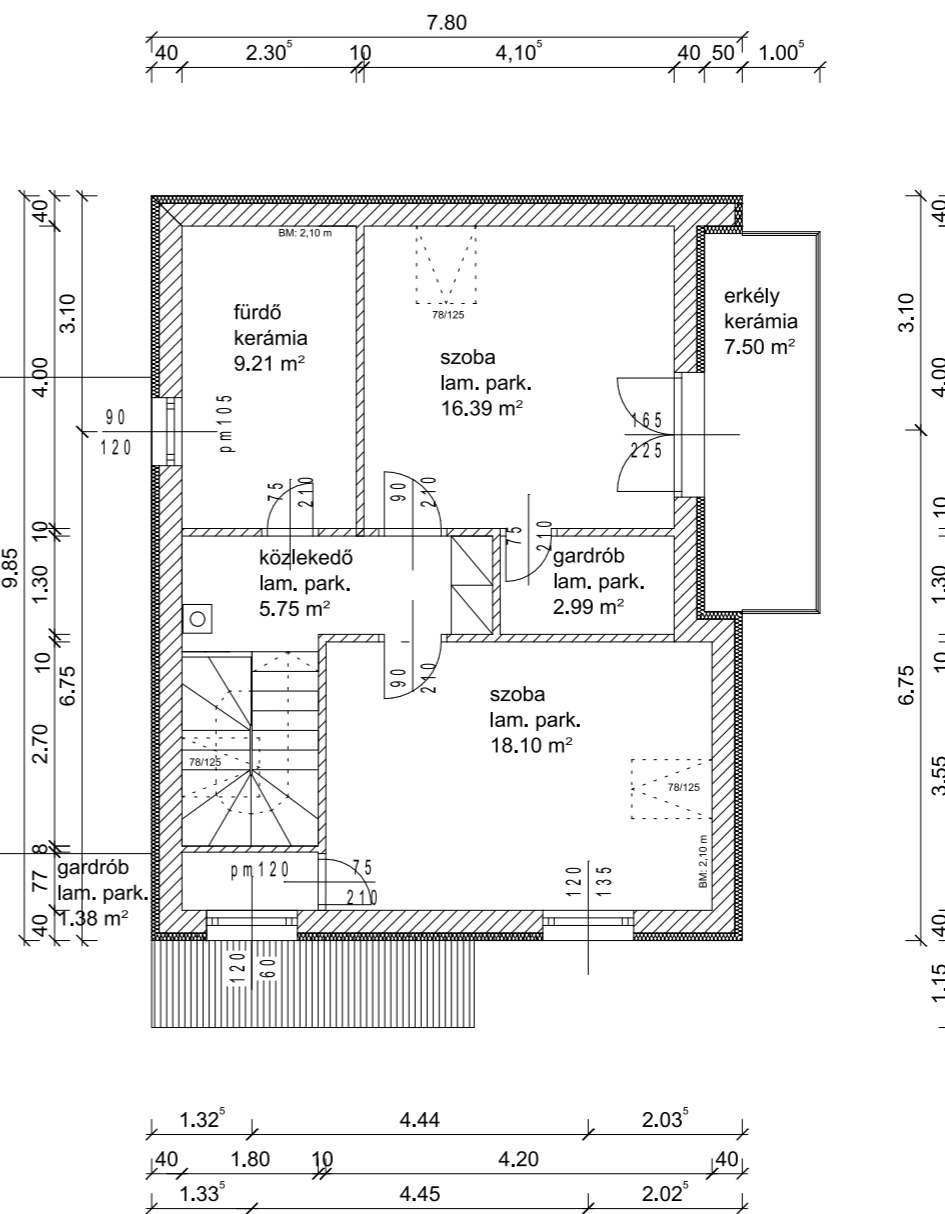 7.80
40 2.30⁵ 10 4,10⁵ 40 50 1.00⁵
BM: 2,10 m
78/125
fürdő
kerámia
9.21 m²
szoba
lam. park.
16.39 m²
erkély
kerámia
7.50 m²
90
120
pm105
165
225
75
210
90
210
75
210
közlekedő
lam. park.
5.75 m²
gardrób
lam. park.
2.99 m²
90
210
szoba
lam. park.
18.10 m²
78/125
78/125
BM: 2,10 m
gardrób
lam. park.
1.38 m²
pm120
75
210
120
135
120
60
9.85
40
4.00
10
1.30
10
2.70
8
77
40
3.10
6.75
3.10
6.75
40
4.00
10
1.30
10
3.55
40
1.15
1.32⁵ 4.44 2.03⁵
40 1.80 10 4.20 40
1.33⁵ 4.45 2.02⁵